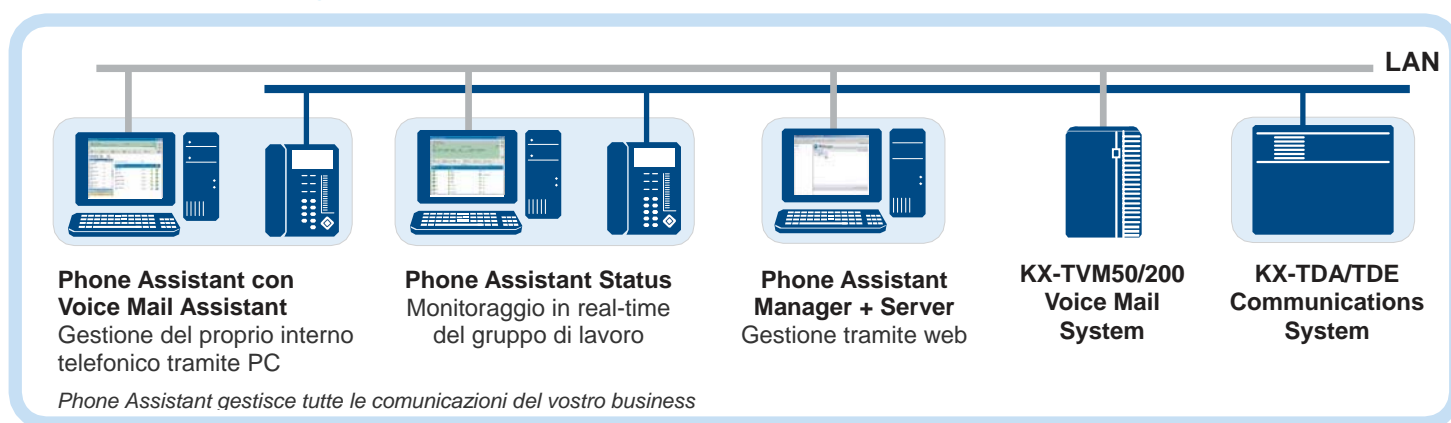 LAN
Phone Assistant con
Voice Mail Assistant
Gestione del proprio interno
telefonico tramite PC
Phone Assistant Status
Monitoraggio in real-time
del gruppo di lavoro
Phone Assistant
Manager + Server
Gestione tramite web
KX-TVM50/200
Voice Mail
System
KX-TDA/TDE
Communications
System
Phone Assistant gestisce tutte le comunicazioni del vostro business